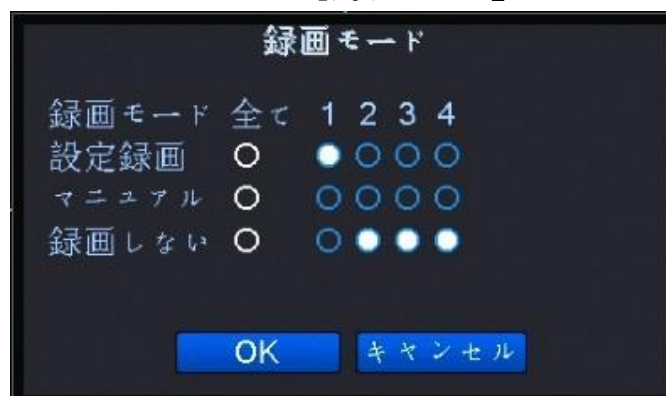 録画モード
録画モード 全て 1 2 3 4
設定録画
マニュアル
録画しない
OK キャンセル